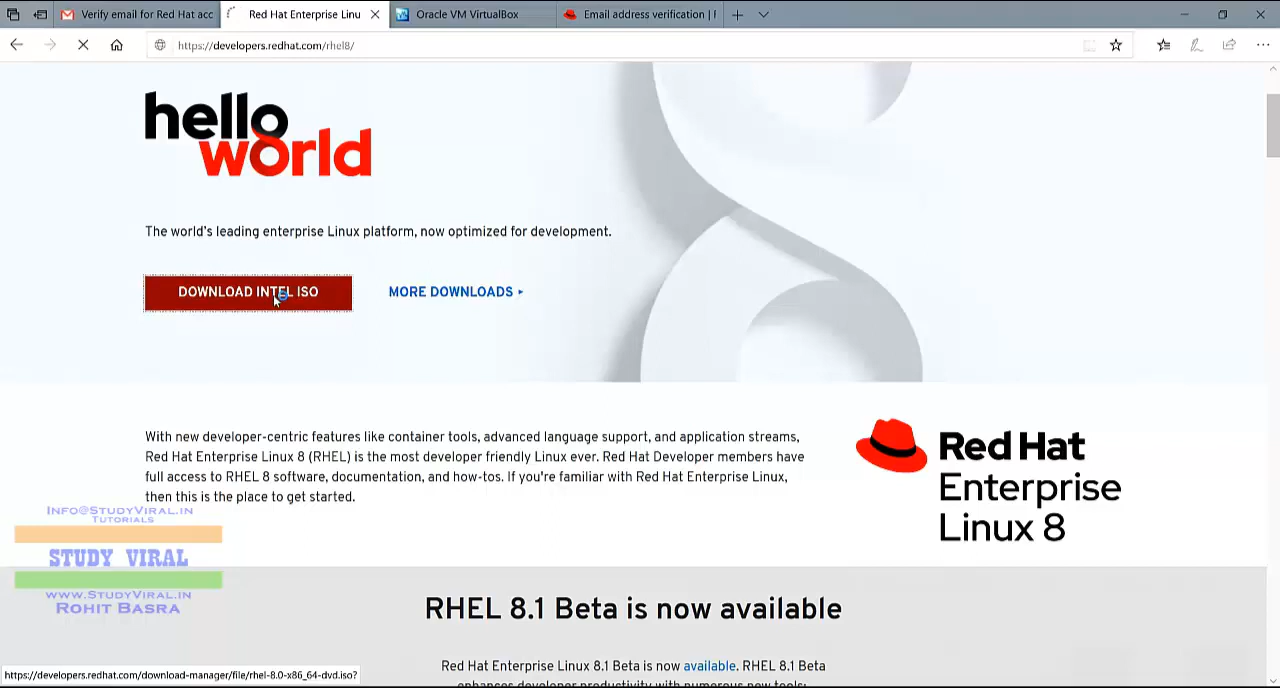 Verify email for Red Hat acc
Red Hat Enterprise Linu
Oracle VM VirtualBox
Email address verification |
https://developers.redhat.com/rhel8/
hello
world
The world's leading enterprise Linux platform, now optimized for development.
DOWNLOAD INTEL ISO
MORE DOWNLOADS ▸
With new developer-centric features like container tools, advanced language support, and application streams,
Red Hat Enterprise Linux 8 (RHEL) is the most developer friendly Linux ever. Red Hat Developer members have
full access to RHEL 8 software, documentation, and how-tos. If you're familiar with Red Hat Enterprise Linux,
then this is the place to get started.
Red Hat
Enterprise
Linux 8
Info@StudyViral.in
Tutorials
STUDY VIRAL
www.StudyViral.in
Rohit Basra
RHEL 8.1 Beta is now available
Red Hat Enterprise Linux 8.1 Beta is now available. RHEL 8.1 Beta
enhances developer productivity with numerous new tools:
https://developers.redhat.com/download-manager/file/rhel-8.0-x86_64-dvd.iso?